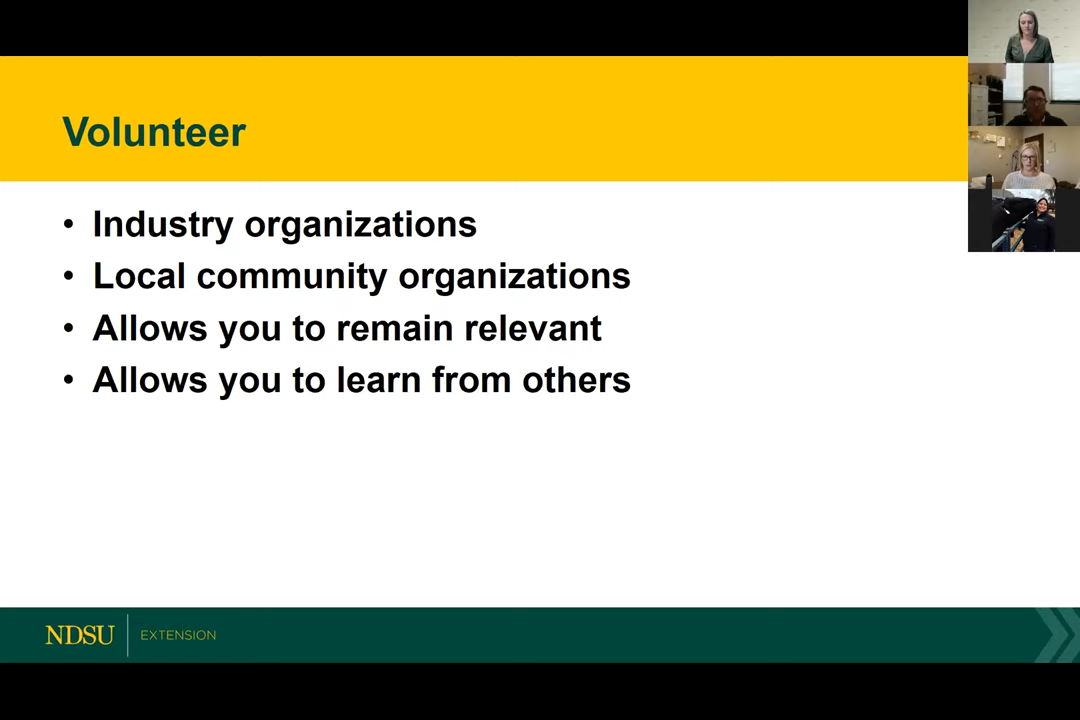 Volunteer
• Industry organizations
• Local community organizations
• Allows you to remain relevant
• Allows you to learn from others
NDSU EXTENSION